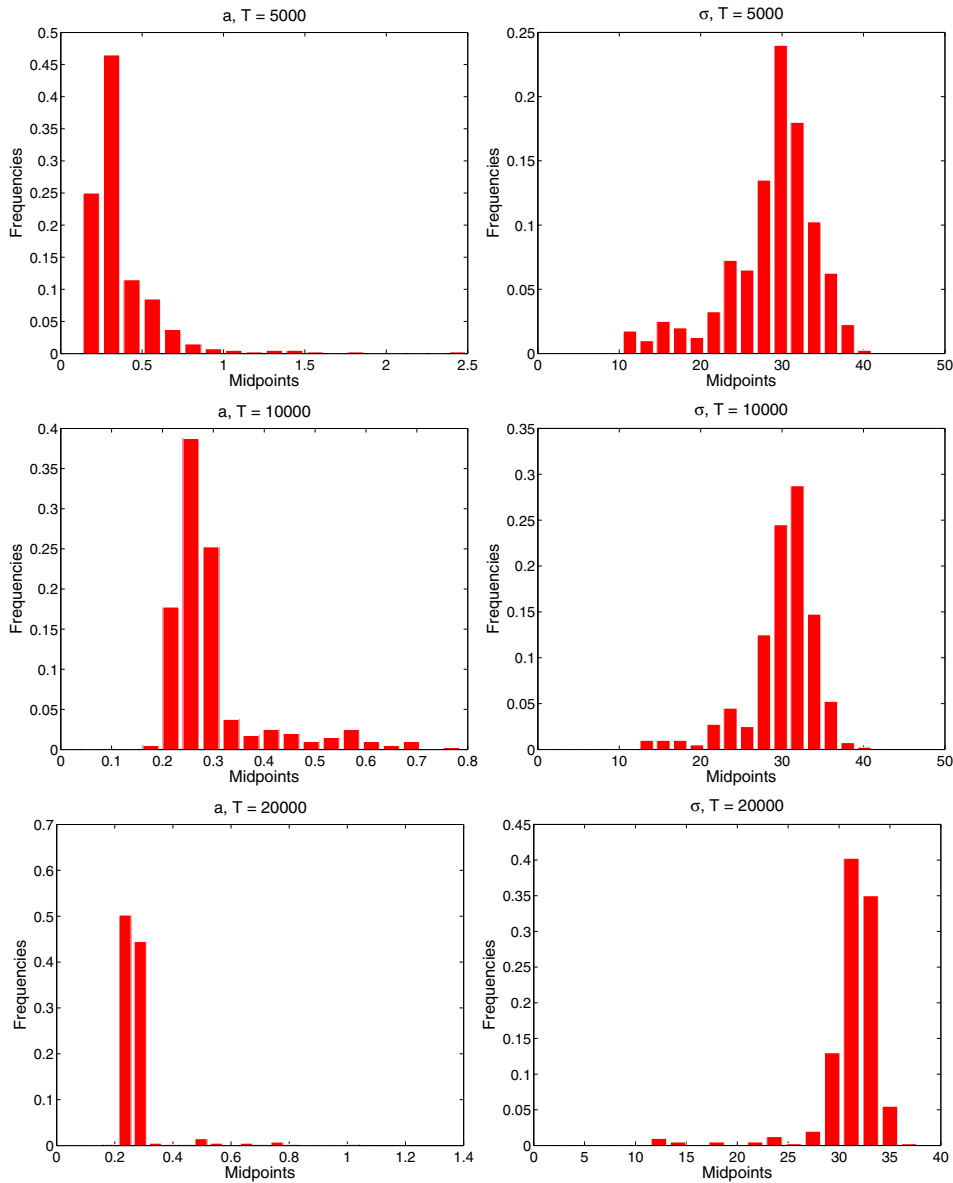 a, T = 5000
0.5
0.45
0.4
0.35
0.3
0.25
0.2
0.15
0.1
0.05
0
Frequencies
0 0.5 1 1.5 2 2.5
Midpoints
σ, T = 5000
0.25
0.2
0.15
0.1
0.05
0
Frequencies
0 10 20 30 40 50
Midpoints
a, T = 10000
0.4
0.35
0.3
0.25
0.2
0.15
0.1
0.05
0
Frequencies
0 0.1 0.2 0.3 0.4 0.5 0.6 0.7 0.8
Midpoints
σ, T = 10000
0.35
0.3
0.25
0.2
0.15
0.1
0.05
0
Frequencies
0 10 20 30 40 50
Midpoints
a, T = 20000
0.7
0.6
0.5
0.4
0.3
0.2
0.1
0
Frequencies
0 0.2 0.4 0.6 0.8 1 1.2 1.4
Midpoints
σ, T = 20000
0.45
0.4
0.35
0.3
0.25
0.2
0.15
0.1
0.05
0
Frequencies
0 5 10 15 20 25 30 35 40
Midpoints